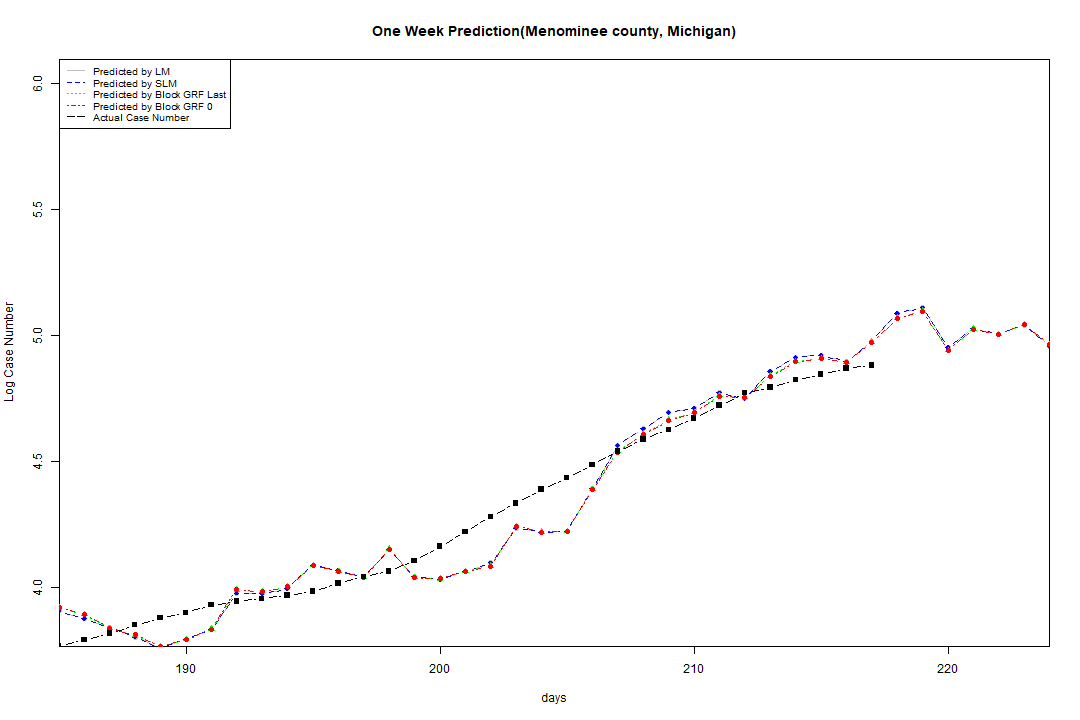 One Week Prediction(Menominee county, Michigan)
Predicted by LM
Predicted by SLM
Predicted by Block GRF Last
Predicted by Block GRF 0
Actual Case Number
6.0
5.5
5.0
4.5
4.0
Log Case Number
190
200
210
220
days